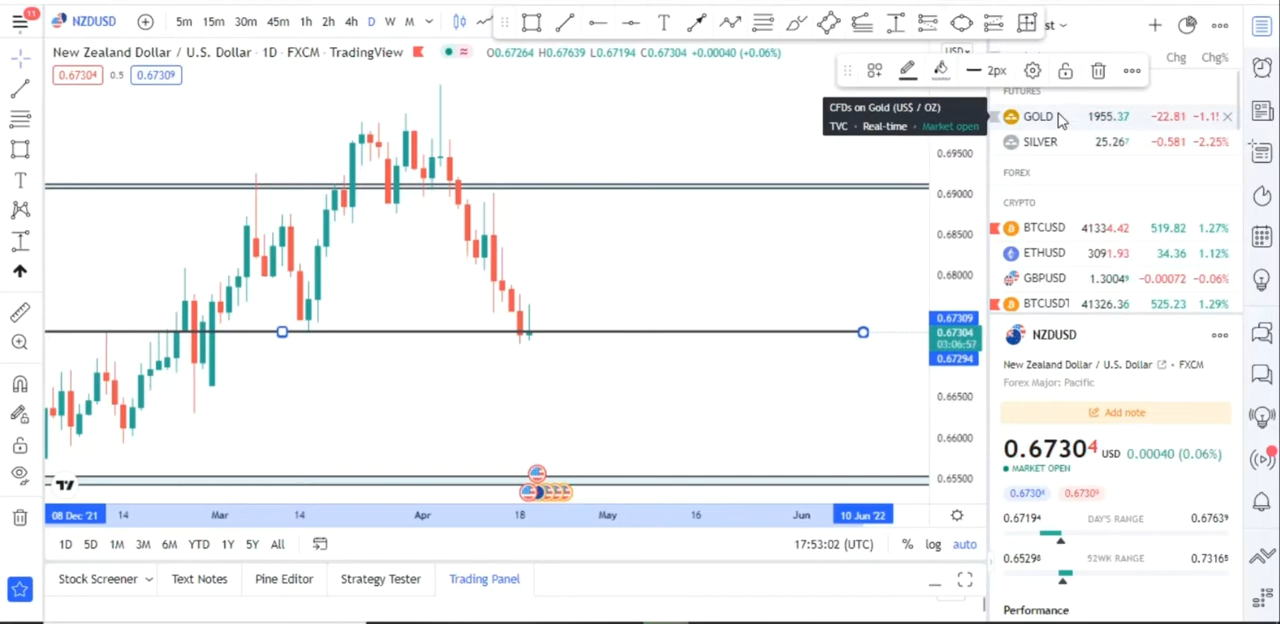 11
NZDUSD 5m 15m 30m 45m 1h 2h 4h D W M
New Zealand Dollar / U.S. Dollar · 1D · FXCM · TradingView O0.67264 H0.67639 L0.67194 C0.67304 +0.00040 (+0.06%)
0.67304 0.5 0.67309
USD
2px
st
Chg Chg%
FUTURES
CFDs on Gold (US$ / OZ)
TVC · Real-time · Market open
GOLD 1955.37 -22.81
SILVER 25.267 -0.581 -2.25%
FOREX
CRYPTO
BTCUSD 41334.42 519.82 1.27%
ETHUSD 3091.93 34.36 1.12%
GBPUSD 1.30049 -0.00072 -0.06%
BTCUSDT 41326.36 525.23 1.29%
0.69500
0.69000
0.68500
0.68000
0.67309
0.67304
03:06:57
0.67294
0.66500
0.66000
0.65500
08 Dec '21 14 Mar 14 Apr 18 May 16 Jun 10 Jun '22
1D 5D 1M 3M 6M YTD 1Y 5Y All 17:53:02 (UTC) % log auto
Stock Screener Text Notes Pine Editor Strategy Tester Trading Panel
NZDUSD
New Zealand Dollar / U.S. Dollar · FXCM
Forex Major: Pacific
Add note
0.67304 USD 0.00040 (0.06%)
MARKET OPEN
0.67304 0.67309
0.67194 DAY'S RANGE 0.67639
0.65298 52WK RANGE 0.73165
Performance